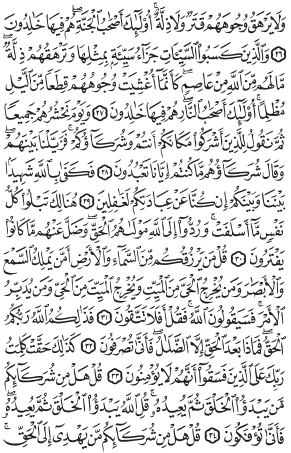 وَلَا يَرْهَقُ وُجُوهَهُمْ قَتَرٌ وَلَا ذِلَّةٌ أُولَٰئِكَ أَصْحَابُ الْجَنَّةِ هُمْ فِيهَا خَالِدُونَ
٢٦ وَالَّذِينَ كَسَبُوا السَّيِّئَاتِ جَزَاءُ سَيِّئَةٍ بِمِثْلِهَا وَتَرْهَقُهُمْ ذِلَّةٌ
مَا لَهُمْ مِنَ اللَّهِ مِنْ عَاصِمٍ كَأَنَّمَا أُغْشِيَتْ وُجُوهُهُمْ قِطَعًا مِنَ اللَّيْلِ
مُظْلِمًا أُولَٰئِكَ أَصْحَابُ النَّارِ هُمْ فِيهَا خَالِدُونَ ٢٧ وَيَوْمَ نَحْشُرُهُمْ جَمِيعًا
ثُمَّ نَقُولُ لِلَّذِينَ أَشْرَكُوا مَكَانَكُمْ أَنْتُمْ وَشُرَكَاؤُكُمْ فَزَيَّلْنَا بَيْنَهُمْ
وَقَالَ شُرَكَاؤُهُمْ مَا كُنْتُمْ إِيَّانَا تَعْبُدُونَ ٢٨ فَكَفَىٰ بِاللَّهِ شَهِيدًا
بَيْنَنَا وَبَيْنَكُمْ إِنْ كُنَّا عَنْ عِبَادَتِكُمْ لَغَافِلِينَ ٢٩ هُنَالِكَ تَبْلُو كُلُّ
نَفْسٍ مَا أَسْلَفَتْ وَرُدُّوا إِلَى اللَّهِ مَوْلَاهُمُ الْحَقِّ وَضَلَّ عَنْهُمْ مَا كَانُوا
يَفْتَرُونَ ٣٠ قُلْ مَنْ يَرْزُقُكُمْ مِنَ السَّمَاءِ وَالْأَرْضِ أَمَّنْ يَمْلِكُ السَّمْعَ
وَالْأَبْصَارَ وَمَنْ يُخْرِجُ الْحَيَّ مِنَ الْمَيِّتِ وَيُخْرِجُ الْمَيِّتَ مِنَ الْحَيِّ وَمَنْ يُدَبِّرُ
الْأَمْرَ فَسَيَقُولُونَ اللَّهُ فَقُلْ أَفَلَا تَتَّقُونَ ٣١ فَذَٰلِكُمُ اللَّهُ رَبُّكُمُ
الْحَقُّ فَمَاذَا بَعْدَ الْحَقِّ إِلَّا الضَّلَالُ فَأَنَّىٰ تُصْرَفُونَ ٣٢ كَذَٰلِكَ حَقَّتْ كَلِمَتُ
رَبِّكَ عَلَى الَّذِينَ فَسَقُوا أَنَّهُمْ لَا يُؤْمِنُونَ ٣٣ قُلْ هَلْ مِنْ شُرَكَائِكُمْ
مَنْ يَبْدَؤُا الْخَلْقَ ثُمَّ يُعِيدُهُ قُلِ اللَّهُ يَبْدَؤُا الْخَلْقَ ثُمَّ يُعِيدُهُ
فَأَنَّىٰ تُؤْفَكُونَ ٣٤ قُلْ هَلْ مِنْ شُرَكَائِكُمْ مَنْ يَهْدِي إِلَى الْحَقِّ